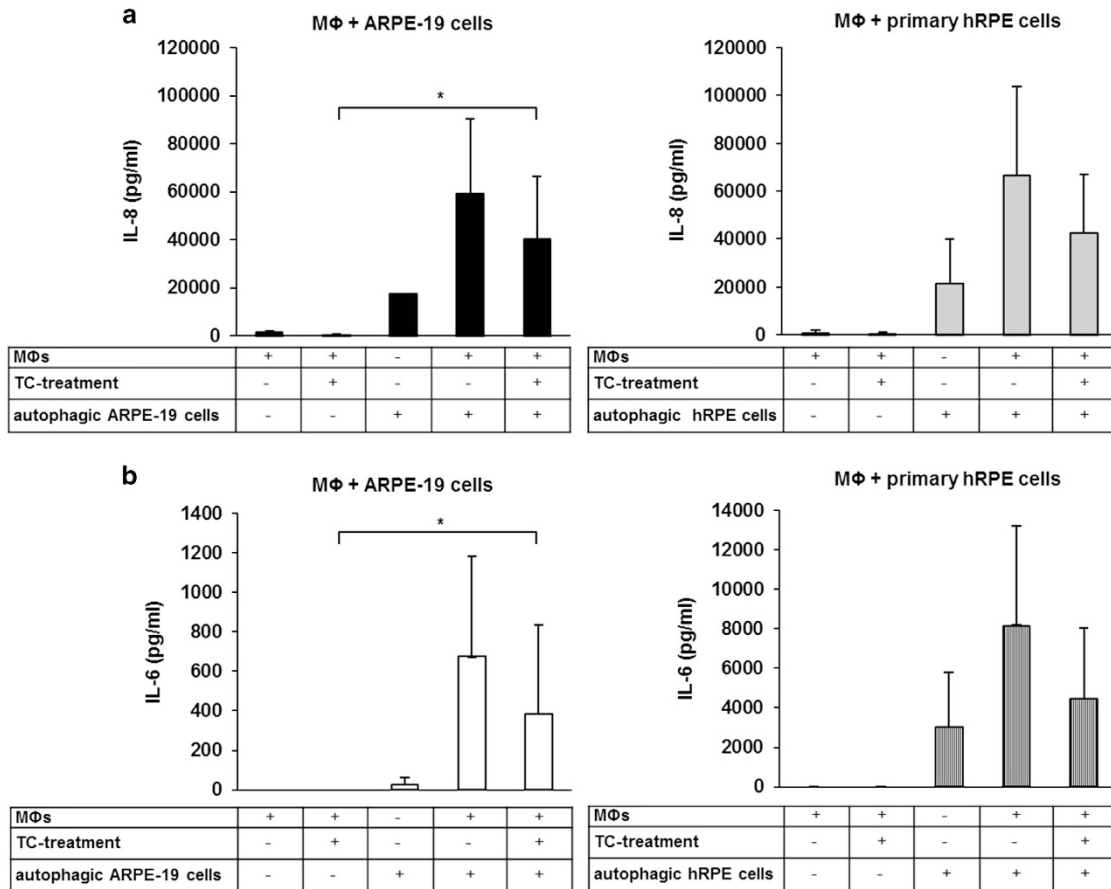 a
MΦ + ARPE-19 cells
120000
100000
80000
60000
40000
20000
0
IL-8 (pg/ml)
*
MΦs + + - + +
TC-treatment - + - - +
autophagic ARPE-19 cells - - + + +
MΦ + primary hRPE cells
120000
100000
80000
60000
40000
20000
0
IL-8 (pg/ml)
MΦs + + - + +
TC-treatment - + - - +
autophagic hRPE cells - - + + +
b
MΦ + ARPE-19 cells
1400
1200
1000
800
600
400
200
0
IL-6 (pg/ml)
*
MΦs + + - + +
TC-treatment - + - - +
autophagic ARPE-19 cells - - + + +
MΦ + primary hRPE cells
14000
12000
10000
8000
6000
4000
2000
0
IL-6 (pg/ml)
MΦs + + - + +
TC-treatment - + - - +
autophagic hRPE cells - - + + +